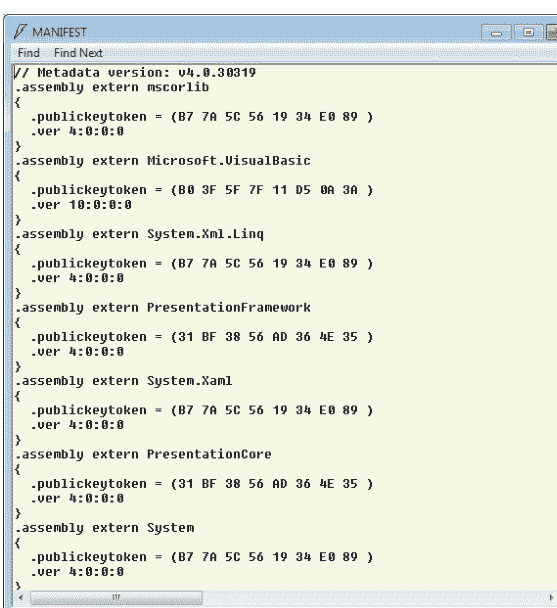 MANIFEST
Find Find Next
// Metadata version: v4.0.30319
.assembly extern mscorlib
{
  .publickeytoken = (B7 7A 5C 56 19 34 E0 89 )
  .ver 4:0:0:0
}
.assembly extern Microsoft.VisualBasic
{
  .publickeytoken = (B0 3F 5F 7F 11 D5 0A 3A )
  .ver 10:0:0:0
}
.assembly extern System.Xml.Linq
{
  .publickeytoken = (B7 7A 5C 56 19 34 E0 89 )
  .ver 4:0:0:0
}
.assembly extern PresentationFramework
{
  .publickeytoken = (31 BF 38 56 AD 36 4E 35 )
  .ver 4:0:0:0
}
.assembly extern System.Xaml
{
  .publickeytoken = (B7 7A 5C 56 19 34 E0 89 )
  .ver 4:0:0:0
}
.assembly extern PresentationCore
{
  .publickeytoken = (31 BF 38 56 AD 36 4E 35 )
  .ver 4:0:0:0
}
.assembly extern System
{
  .publickeytoken = (B7 7A 5C 56 19 34 E0 89 )
  .ver 4:0:0:0
}